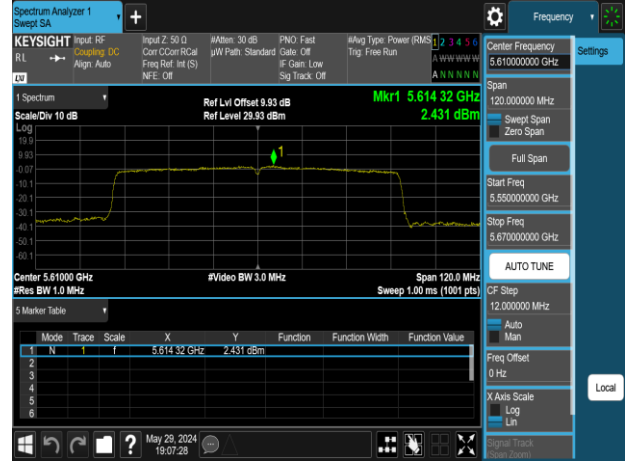 Spectrum Analyzer 1
Swept SA
+
Frequency
KEYSIGHT
RL
LXI
Input: RF
Coupling: DC
Align: Auto
Input Z: 50 Ω
Corr CCorr RCal
Freq Ref: Int (S)
NFE: Off
#Atten: 30 dB
µW Path: Standard
PNO: Fast
Gate: Off
IF Gain: Low
Sig Track: Off
#Avg Type: Power (RMS
Trig: Free Run
1 2 3 4 5 6
A W W W W W
A N N N N N
Center Frequency
5.610000000 GHz
Settings
Span
120.000000 MHz
Swept Span
Zero Span
Full Span
Start Freq
5.550000000 GHz
Stop Freq
5.670000000 GHz
AUTO TUNE
CF Step
12.000000 MHz
Auto
Man
Freq Offset
0 Hz
X Axis Scale
Log
Lin
Signal Track
(Span Zoom)
Local
1 Spectrum
Scale/Div 10 dB
Ref Lvl Offset 9.93 dB
Ref Level 29.93 dBm
Mkr1 5.614 32 GHz
2.431 dBm
Log
19.9
9.93
-0.07
-10.1
-20.1
-30.1
-40.1
-50.1
-60.1
1
Center 5.61000 GHz
#Res BW 1.0 MHz
#Video BW 3.0 MHz
Span 120.0 MHz
Sweep 1.00 ms (1001 pts)
5 Marker Table
Mode Trace Scale X Y Function Function Width Function Value
1 N 1 f 5.614 32 GHz 2.431 dBm
2
3
4
5
6
?
May 29, 2024
19:07:28